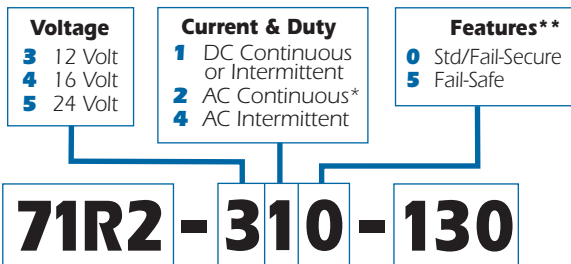 Voltage
3 12 Volt
4 16 Volt
5 24 Volt
Current & Duty
1 DC Continuous
or Intermittent
2 AC Continuous*
4 AC Intermittent
Features**
0 Std/Fail-Secure
5 Fail-Safe
71R2-310-130